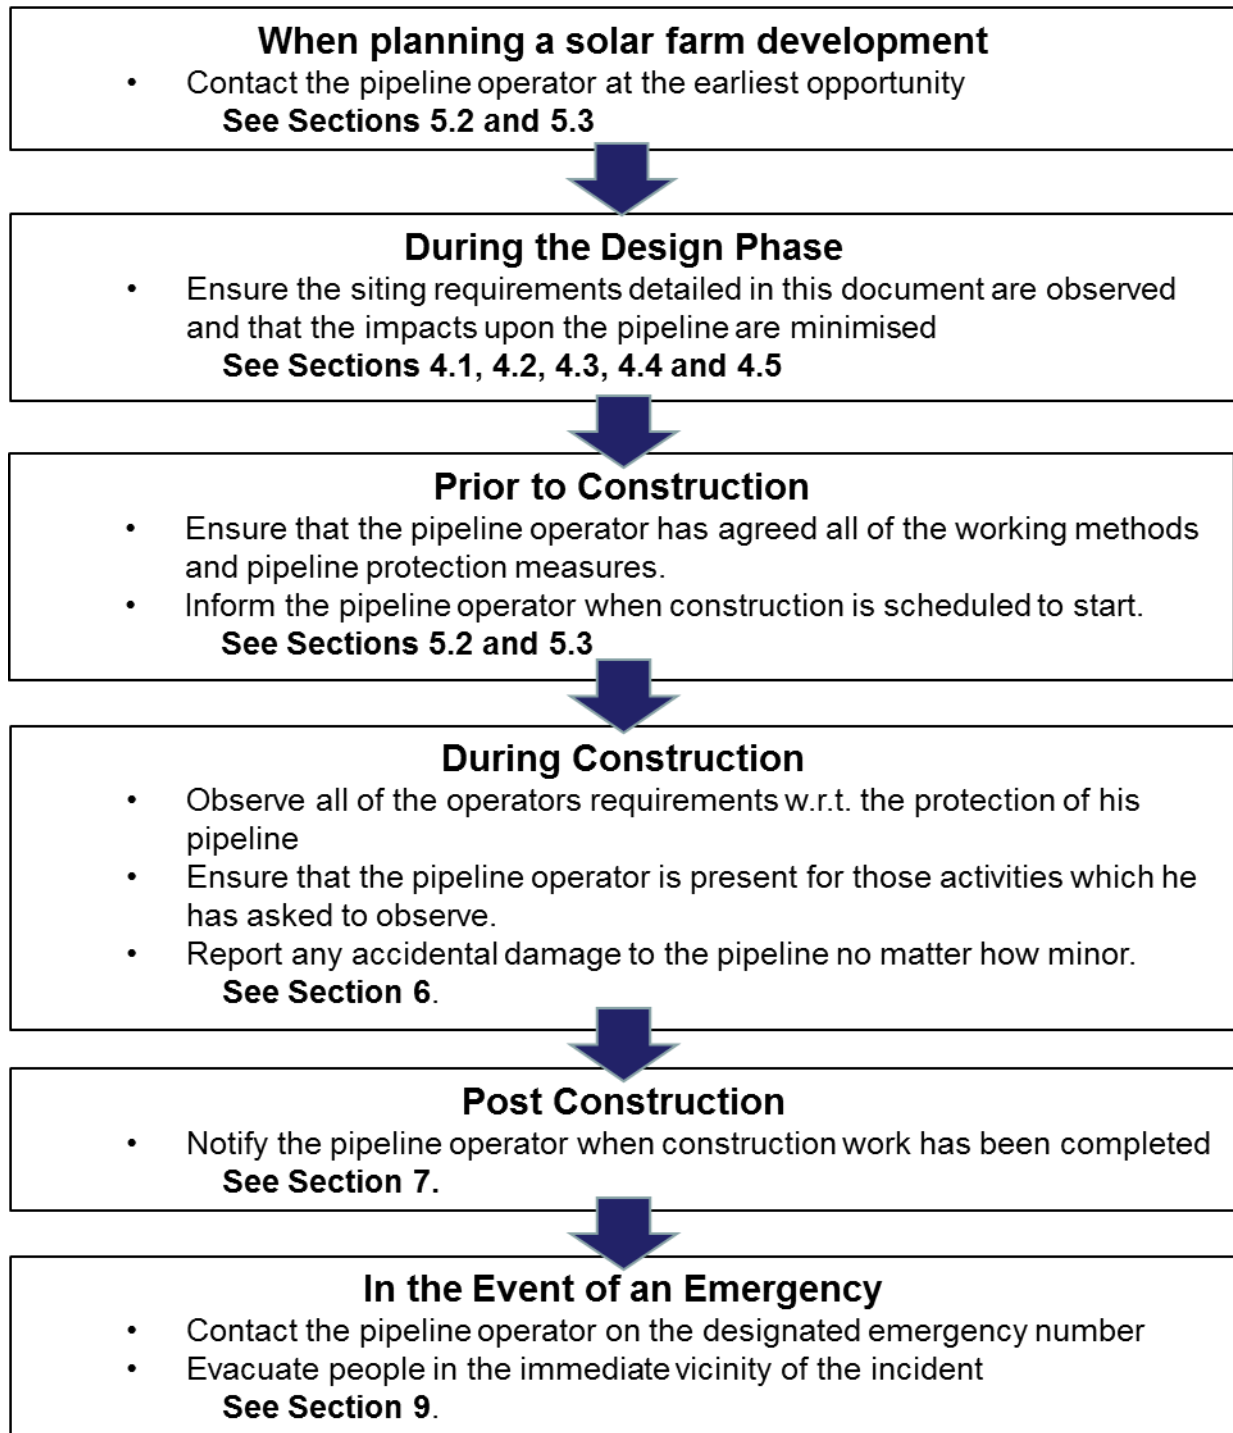 When planning a solar farm development
• Contact the pipeline operator at the earliest opportunity
See Sections 5.2 and 5.3
During the Design Phase
• Ensure the siting requirements detailed in this document are observed
and that the impacts upon the pipeline are minimised
See Sections 4.1, 4.2, 4.3, 4.4 and 4.5
Prior to Construction
• Ensure that the pipeline operator has agreed all of the working methods
and pipeline protection measures.
• Inform the pipeline operator when construction is scheduled to start.
See Sections 5.2 and 5.3
During Construction
• Observe all of the operators requirements w.r.t. the protection of his
pipeline
• Ensure that the pipeline operator is present for those activities which he
has asked to observe.
• Report any accidental damage to the pipeline no matter how minor.
See Section 6.
Post Construction
• Notify the pipeline operator when construction work has been completed
See Section 7.
In the Event of an Emergency
• Contact the pipeline operator on the designated emergency number
• Evacuate people in the immediate vicinity of the incident
See Section 9.